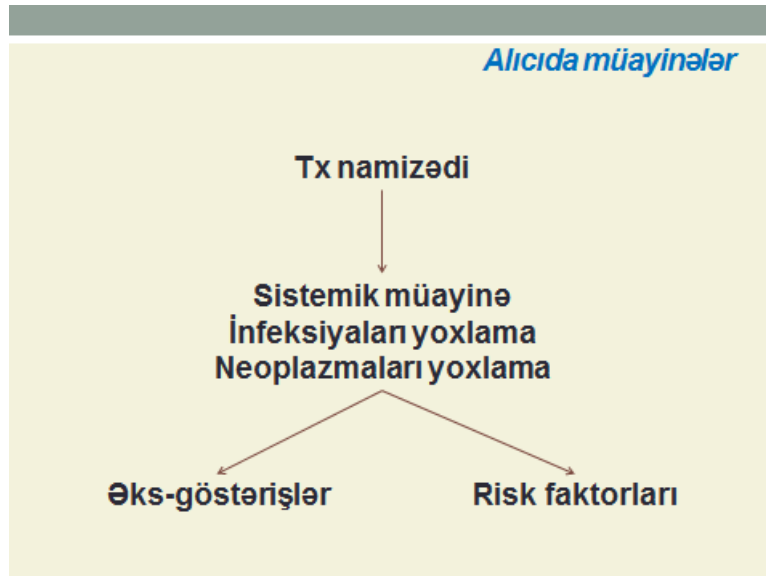 Alıcıda müayinələr
Tx namizədi
Sistemik müayinə
İnfeksiyaları yoxlama
Neoplazmaları yoxlama
Əks-göstərişlər
Risk faktorları